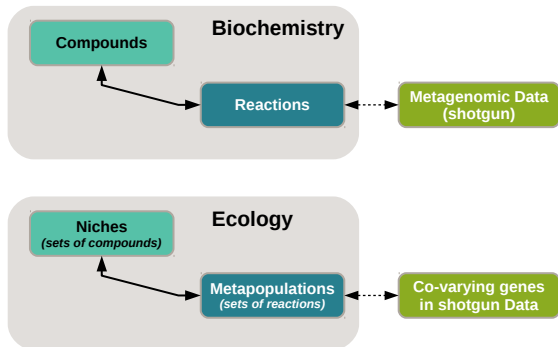 Biochemistry
Compounds
Reactions
Metagenomic Data
(shotgun)
Ecology
Niches
(sets of compounds)
Metapopulations
(sets of reactions)
Co-varying genes
in shotgun Data